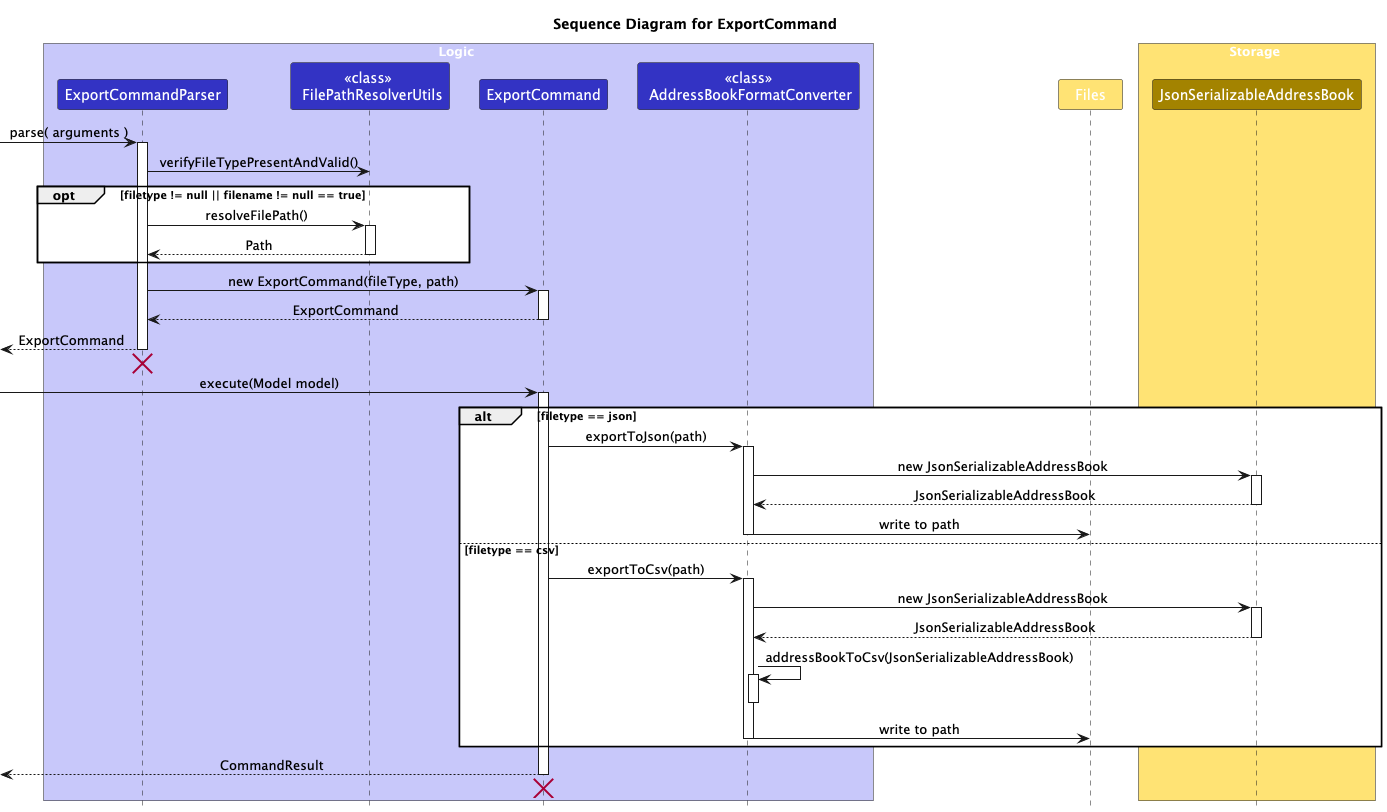 Sequence Diagram for ExportCommand
Logic
Storage
ExportCommandParser
«class»
FilePathResolverUtils
ExportCommand
«class»
AddressBookFormatConverter
Files
JsonSerializableAddressBook
parse( arguments )
verifyFileTypePresentAndValid()
opt
[filetype != null || filename != null == true]
resolveFilePath()
Path
new ExportCommand(fileType, path)
ExportCommand
ExportCommand
execute(Model model)
alt
[filetype == json]
exportToJson(path)
new JsonSerializableAddressBook
JsonSerializableAddressBook
write to path
[filetype == csv]
exportToCsv(path)
new JsonSerializableAddressBook
JsonSerializableAddressBook
addressBookToCsv(JsonSerializableAddressBook)
write to path
CommandResult